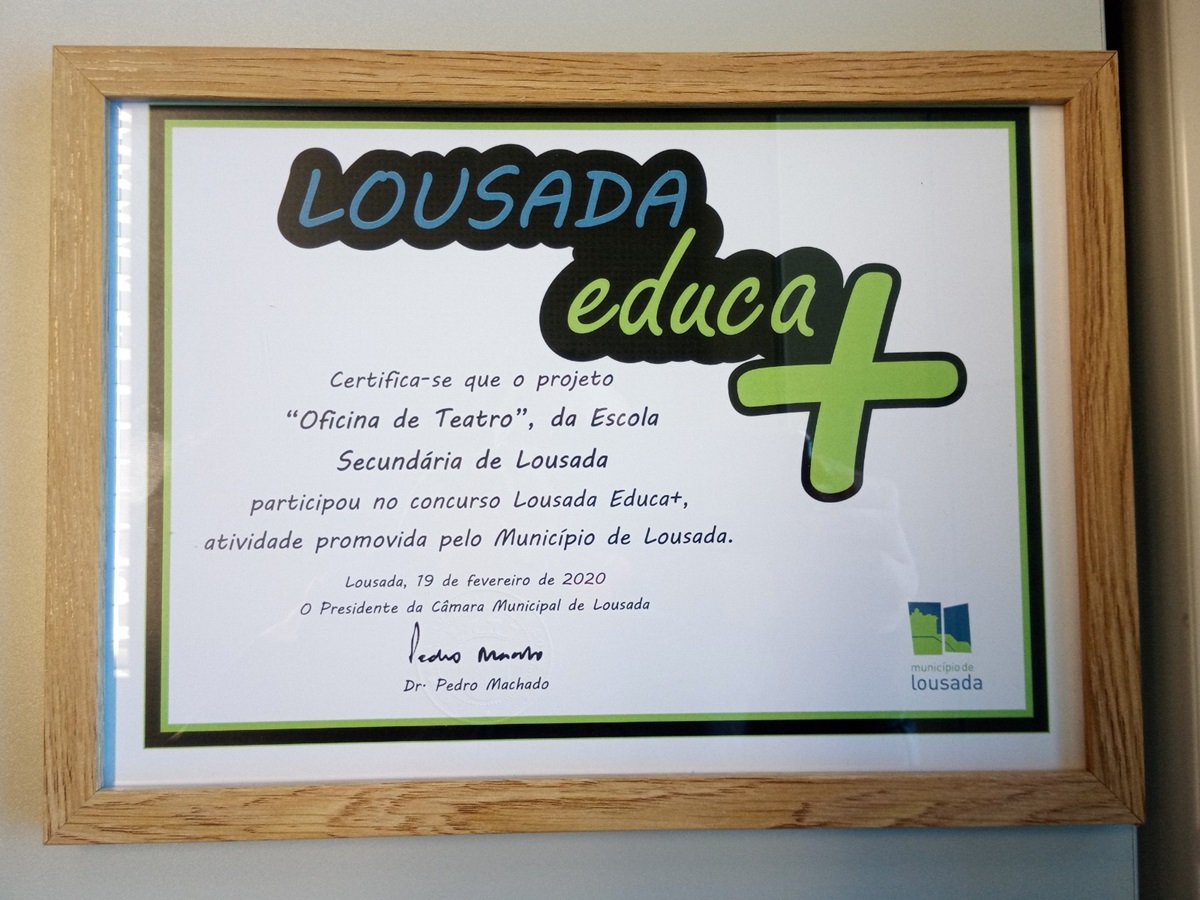 LOUSADA
educa+
Certifica-se que o projeto
“Oficina de Teatro”, da Escola
Secundária de Lousada
participou no concurso Lousada Educa+,
atividade promovida pelo Município de Lousada.
Lousada, 19 de fevereiro de 2020
O Presidente da Câmara Municipal de Lousada
Pedro Machado
Dr. Pedro Machado
município de
lousada